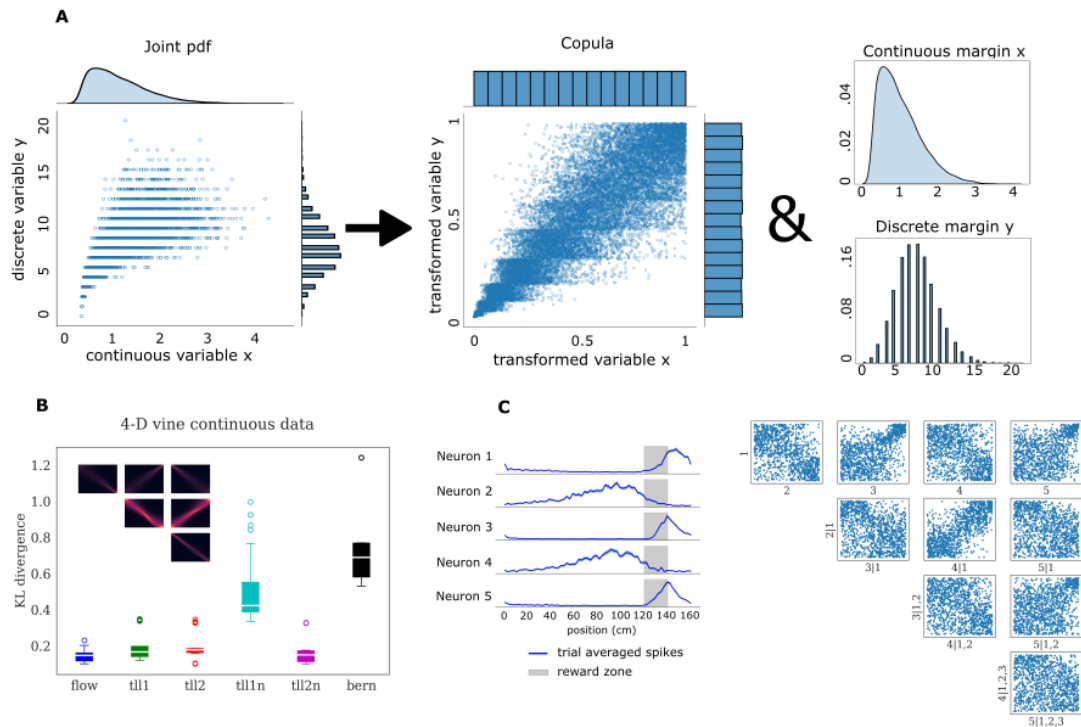 A
Joint pdf
discrete variable y
20
15
10
5
0
0 1 2 3 4
continuous variable x
Copula
transformed variable y
1
0.5
0
0.5 1
transformed variable x
&
Continuous margin x
.04
.02
0
0 1 2 3 4
Discrete margin y
.16
.08
0
0 5 10 15 20
B
4-D vine continuous data
KL divergence
1.2
1.0
0.8
0.6
0.4
0.2
flow tll1 tll2 tll1n tll2n bern
C
Neuron 1
Neuron 2
Neuron 3
Neuron 4
Neuron 5
0 20 40 60 80 100 120 140 160
position (cm)
trial averaged spikes
reward zone
1
2 3 4 5
2|1
3|1 4|1 5|1
3|1,2
4|1,2 5|1,2
4|1,2,3
5|1,2,3